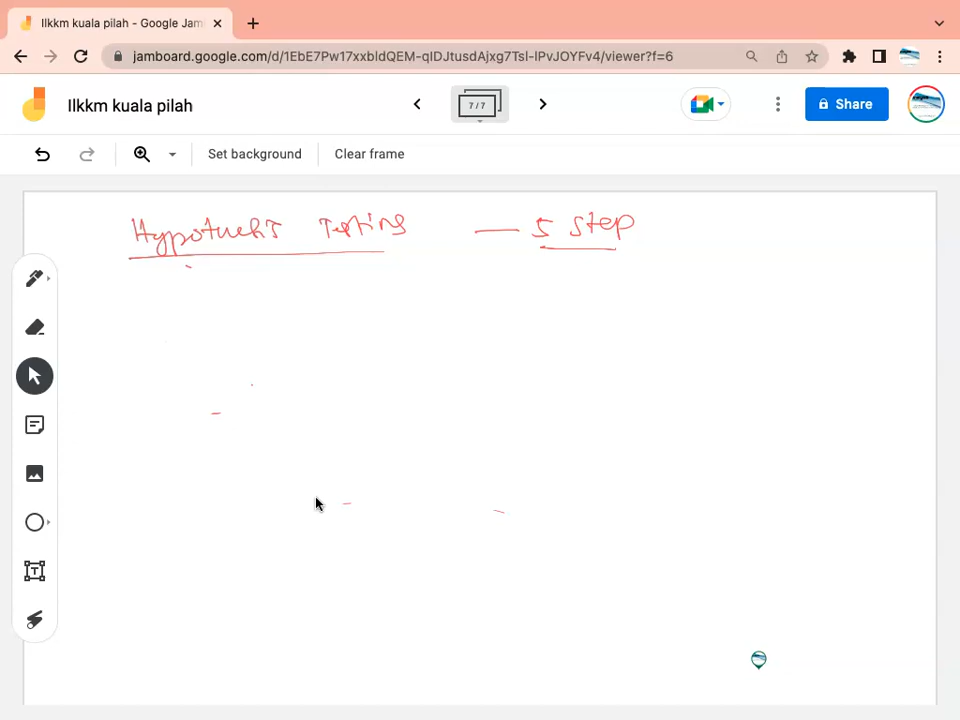 Ilkkm kuala pilah - Google Jam
jamboard.google.com/d/1EbE7Pw17xxbldQEM-qIDJtusdAjxg7Tsl-lPvJOYFv4/viewer?f=6
Ilkkm kuala pilah
7 / 7
Share
Set background
Clear frame
Hypothesis Testing — 5 step
T